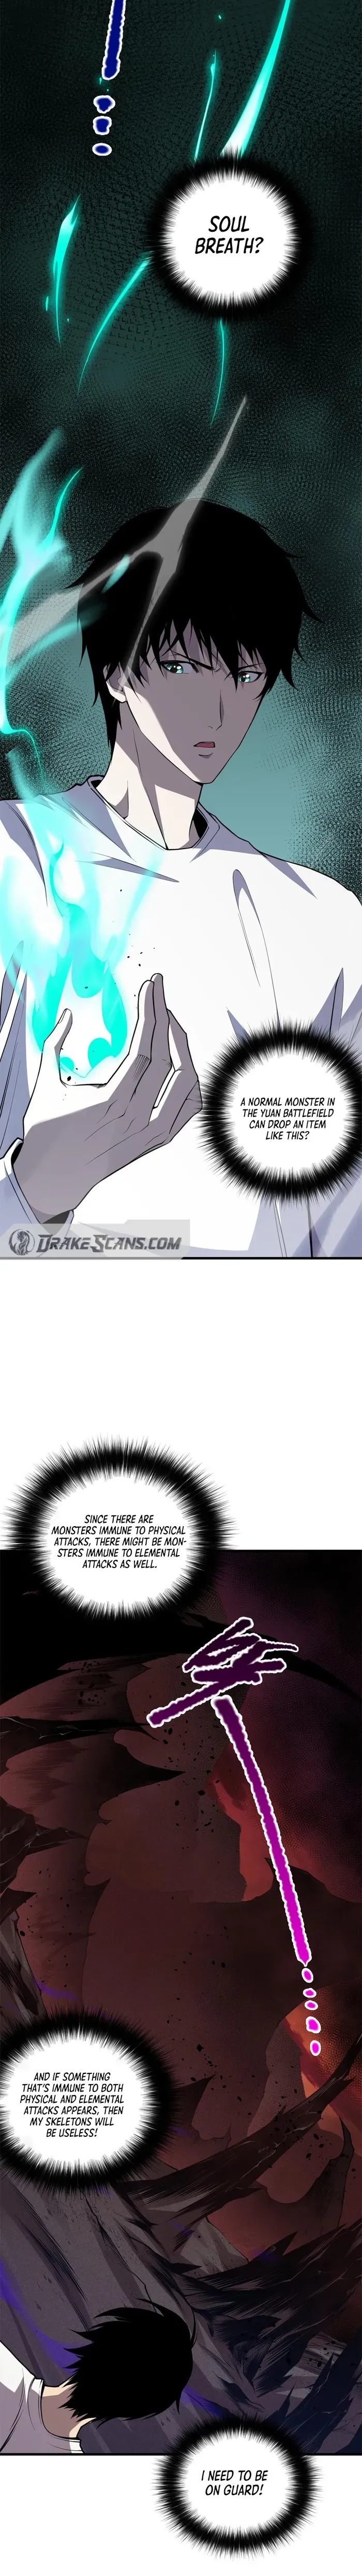 SOUL
BREATH?
A NORMAL MONSTER IN
THE YUAN BATTLEFIELD
CAN DROP AN ITEM
LIKE THIS?
DRAKESCANS.COM
SINCE THERE ARE
MONSTERS IMMUNE TO PHYSICAL
ATTACKS, THERE MIGHT BE MON-
STERS IMMUNE TO ELEMENTAL
ATTACKS AS WELL.
AND IF SOMETHING
THAT'S IMMUNE TO BOTH
PHYSICAL AND ELEMENTAL
ATTACKS APPEARS, THEN
MY SKELETONS WILL
BE USELESS!
I NEED TO BE
ON GUARD!